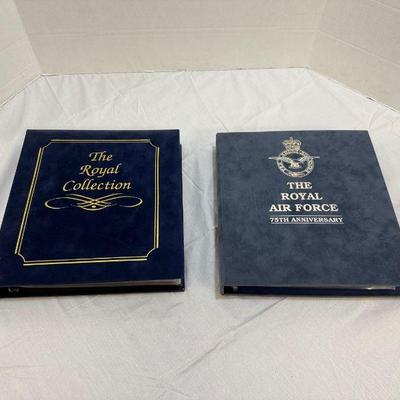 The
Royal
Collection
THE
ROYAL
AIR FORCE
75TH ANNIVERSARY